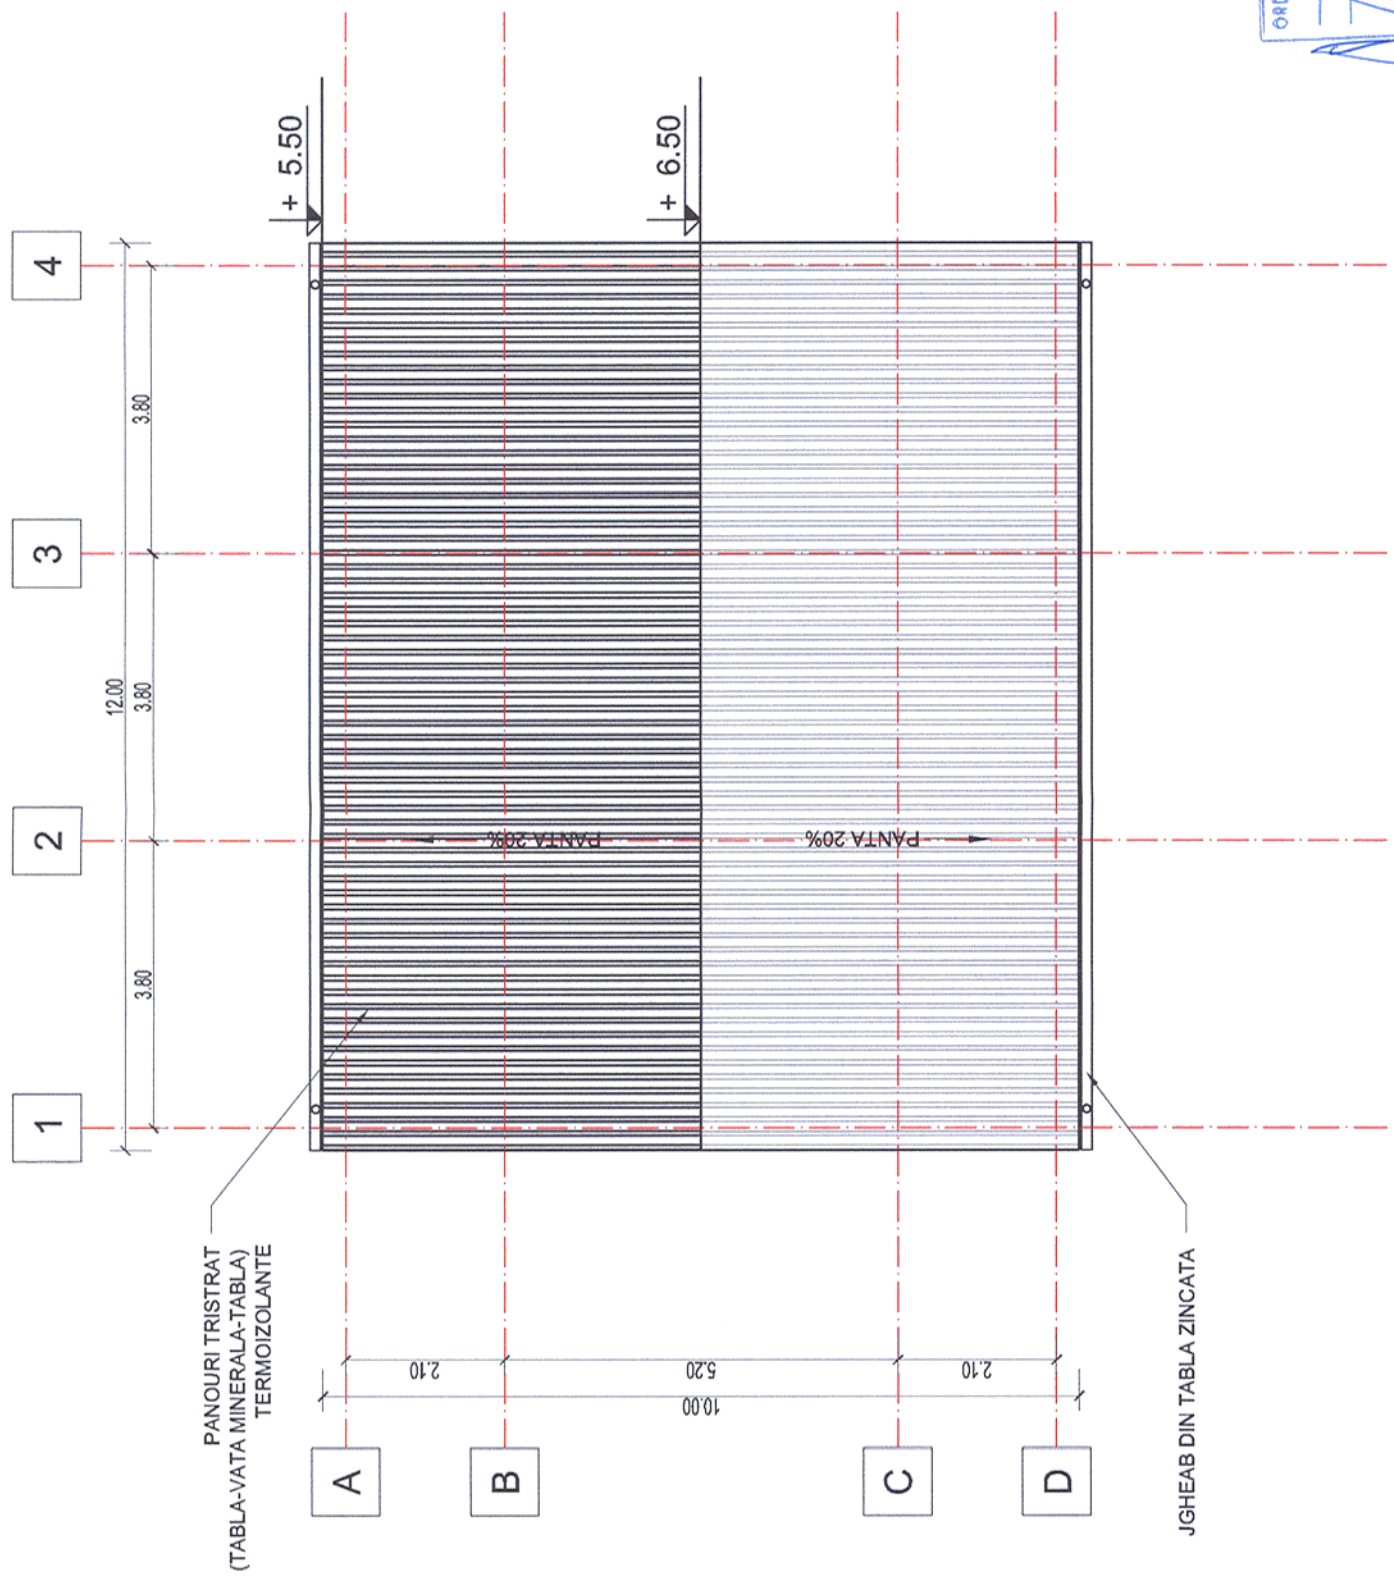 4
3
2
1
12.00
3.80
3.80
3.80
+ 5.50
+ 6.50
PANTA 20%
PANTA 20%
PANOURI TRISTRAT
(TABLA-VATA MINERALA-TABLA)
TERMOIZOLANTE
2.10
5.20
2.10
10.00
A
B
C
D
JGHEAB DIN TABLA ZINCATA